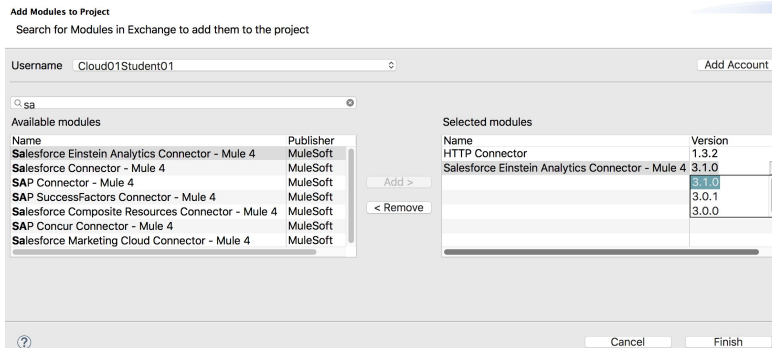 Add Modules to Project
Search for Modules in Exchange to add them to the project
Username Cloud01Student01 Add Account
sa
Available modules Selected modules
Name Publisher Name Version
Salesforce Einstein Analytics Connector - Mule 4 MuleSoft HTTP Connector 1.3.2
Salesforce Connector - Mule 4 MuleSoft Salesforce Einstein Analytics Connector - Mule 4 3.1.0
SAP Connector - Mule 4 MuleSoft Add > 3.1.0
SAP SuccessFactors Connector - Mule 4 MuleSoft 3.0.1
Salesforce Composite Resources Connector - Mule 4 MuleSoft < Remove 3.0.0
SAP Concur Connector - Mule 4 MuleSoft
Salesforce Marketing Cloud Connector - Mule 4 MuleSoft
? Cancel Finish